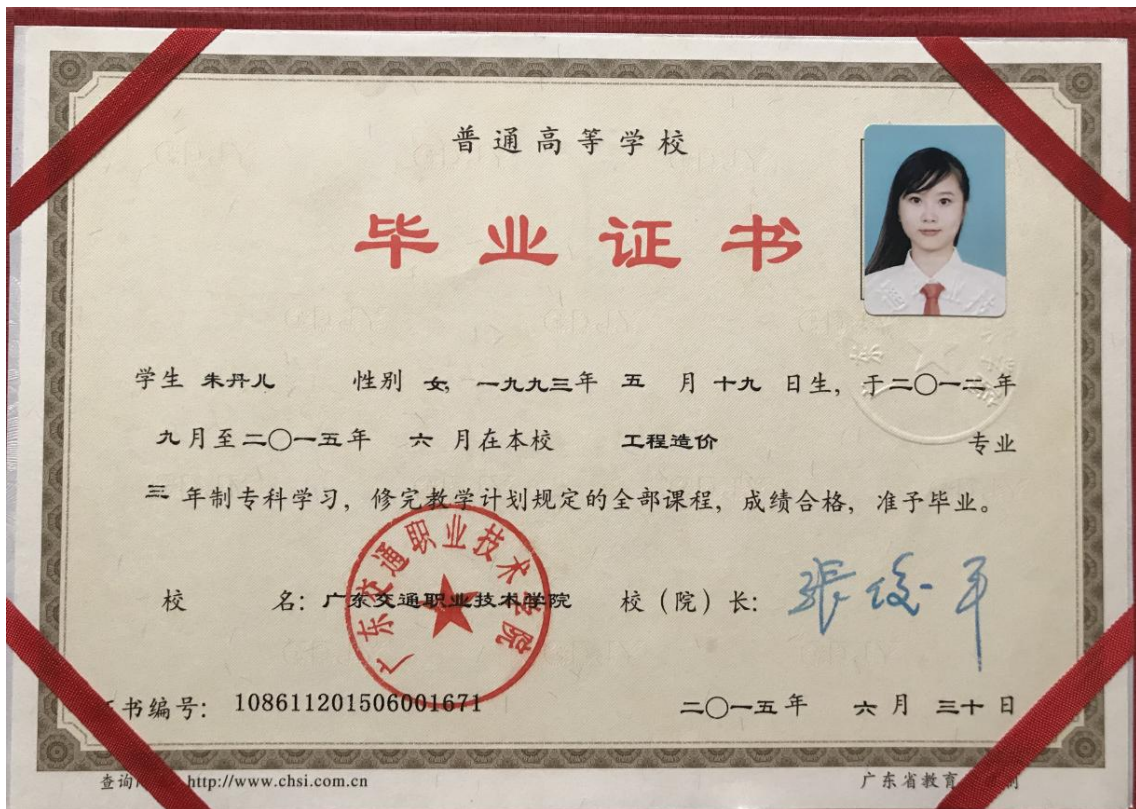 普通高等学校
毕业证书
学生 朱丹儿 性别 女, 一九九三年 五 月 十九 日生, 于二〇一二年
九月至二〇一五年 六 月在本校 工程造价 专业
三 年制专科学习, 修完教学计划规定的全部课程, 成绩合格, 准予毕业。
校 名: 广东交通职业技术学院 校(院)长:
广东交通职业技术学院
书编号: 108611201506001671 二〇一五年 六 月 三十 日
查询 http://www.chsi.com.cn 广东省教育 制